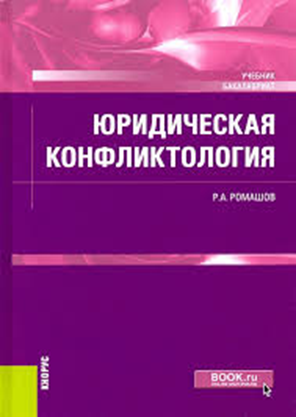 УЧЕБНИК
БАКАЛАВРИАТ
ЮРИДИЧЕСКАЯ
КОНФЛИКТОЛОГИЯ
Р.А. РОМАШОВ
КНОРУС
BOOK.ru